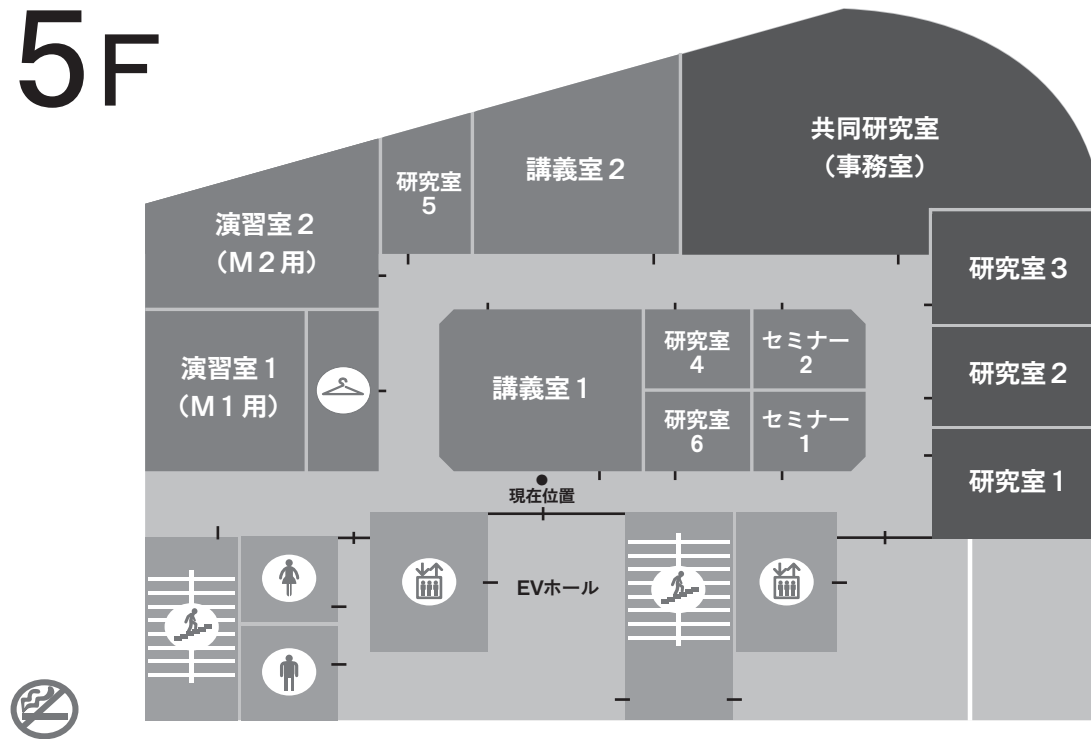 5F
共同研究室
（事務室）
講義室２
研究室
5
演習室２
（Ｍ２用）
研究室３
研究室
4
セミナー
2
演習室１
（Ｍ１用）
講義室１
研究室２
研究室
6
セミナー
1
研究室１
現在位置
EVホール